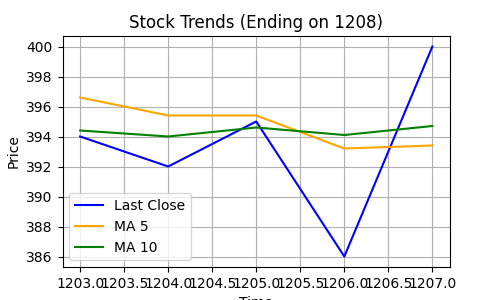 Stock Trends (Ending on 1208)
400
398
396
394
392
390
388
386
Price
Last Close
MA 5
MA 10
1203.0 1203.5 1204.0 1204.5 1205.0 1205.5 1206.0 1206.5 1207.0
Time